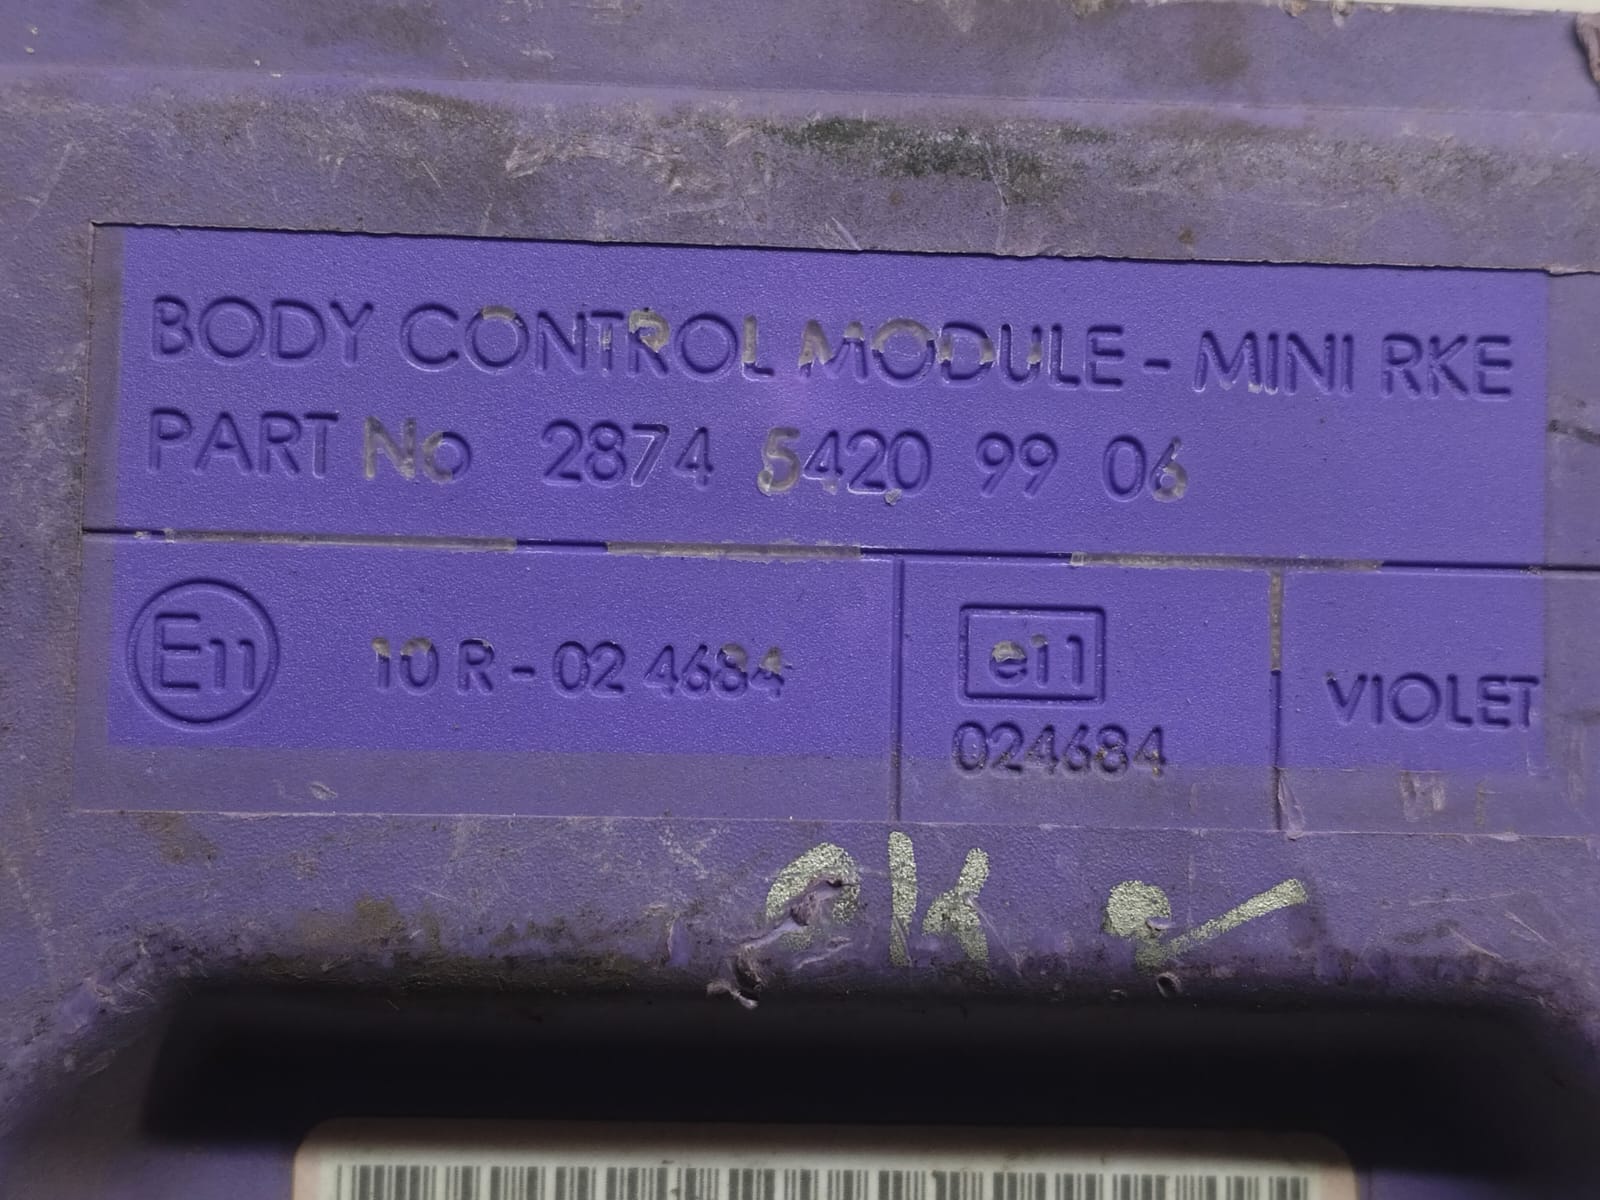 BODY CONTROL MODULE - MINI RKE
PART No 2874 5420 99 06
E11 10 R - 02 4684
e11
024684
VIOLET
OK